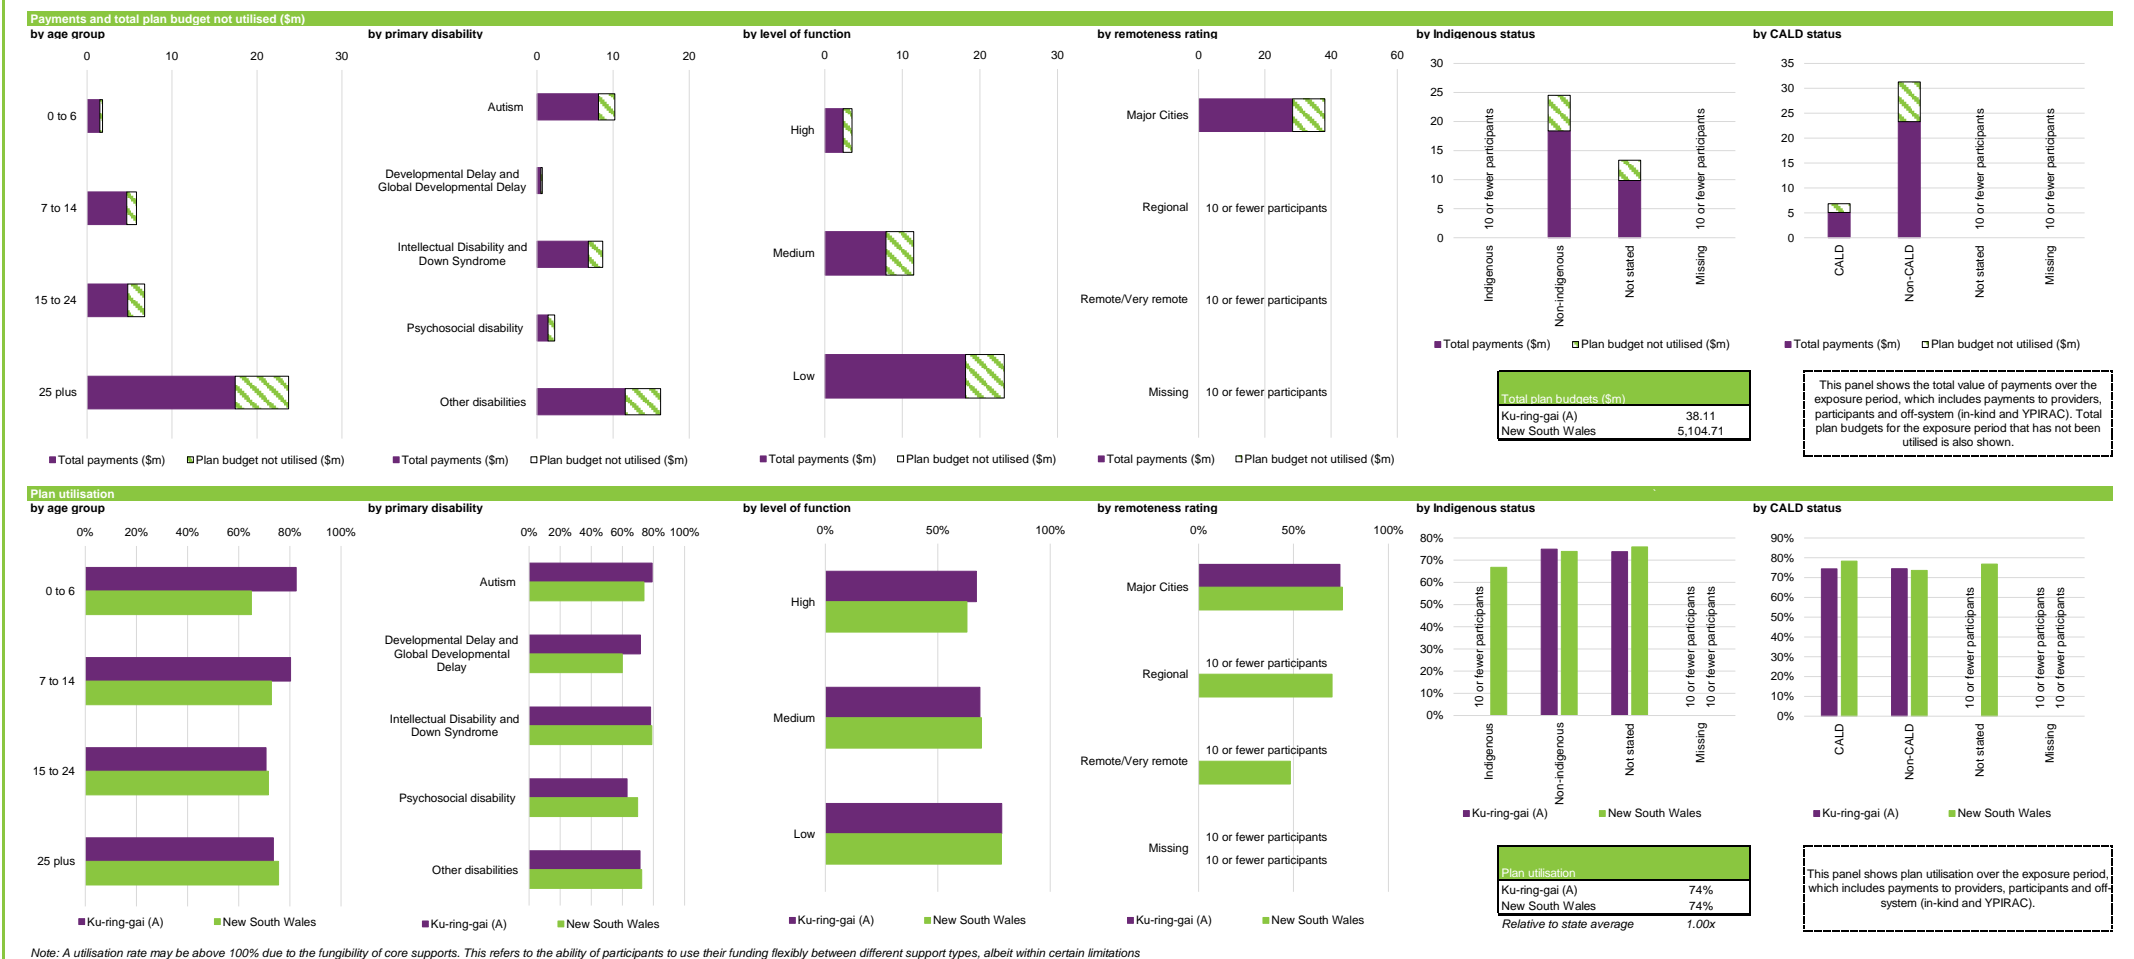 Payments and total plan budget not utilised ($m)
by age group
0 10 20 30
0 to 6
7 to 14
15 to 24
25 plus
Total payments ($m) Plan budget not utilised ($m)
by primary disability
0 10 20
Autism
Developmental Delay and
Global Developmental Delay
Intellectual Disability and
Down Syndrome
Psychosocial disability
Other disabilities
Total payments ($m) Plan budget not utilised ($m)
by level of function
0 10 20 30
High
Medium
Low
Total payments ($m) Plan budget not utilised ($m)
by remoteness rating
0 20 40 60
Major Cities
Regional 10 or fewer participants
Remote/Very remote 10 or fewer participants
Missing 10 or fewer participants
Total payments ($m) Plan budget not utilised ($m)
by Indigenous status
30
25
20
15
10
5
0
10 or fewer participants
10 or fewer participants
Indigenous
Non-indigenous
Not stated
Missing
Total payments ($m) Plan budget not utilised ($m)
by CALD status
35
30
25
20
15
10
5
0
10 or fewer participants
10 or fewer participants
CALD
Non-CALD
Not stated
Missing
Total payments ($m) Plan budget not utilised ($m)
Total plan budgets ($m)
Ku-ring-gai (A) 38.11
New South Wales 5,104.71
This panel shows the total value of payments over the
exposure period, which includes payments to providers,
participants and off-system (in-kind and YPIRAC). Total
plan budgets for the exposure period that has not been
utilised is also shown.
Plan utilisation
by age group
0% 20% 40% 60% 80% 100%
0 to 6
7 to 14
15 to 24
25 plus
Ku-ring-gai (A) New South Wales
by primary disability
0% 20% 40% 60% 80% 100%
Autism
Developmental Delay and
Global Developmental
Delay
Intellectual Disability and
Down Syndrome
Psychosocial disability
Other disabilities
Ku-ring-gai (A) New South Wales
by level of function
0% 50% 100%
High
Medium
Low
Ku-ring-gai (A) New South Wales
by remoteness rating
0% 50% 100%
Major Cities
10 or fewer participants
Regional
10 or fewer participants
Remote/Very remote
10 or fewer participants
Missing
10 or fewer participants
Ku-ring-gai (A) New South Wales
by Indigenous status
80%
70%
60%
50%
40%
30%
20%
10%
0%
10 or fewer participants
10 or fewer participants
10 or fewer participants
Indigenous
Non-indigenous
Not stated
Missing
Ku-ring-gai (A) New South Wales
by CALD status
90%
80%
70%
60%
50%
40%
30%
20%
10%
0%
10 or fewer participants
10 or fewer participants
10 or fewer participants
CALD
Non-CALD
Not stated
Missing
Ku-ring-gai (A) New South Wales
Plan utilisation
Ku-ring-gai (A) 74%
New South Wales 74%
Relative to state average 1.00x
This panel shows plan utilisation over the exposure period,
which includes payments to providers, participants and off-
system (in-kind and YPIRAC).
Note: A utilisation rate may be above 100% due to the fungibility of core supports. This refers to the ability of participants to use their funding flexibly between different support types, albeit within certain limitations